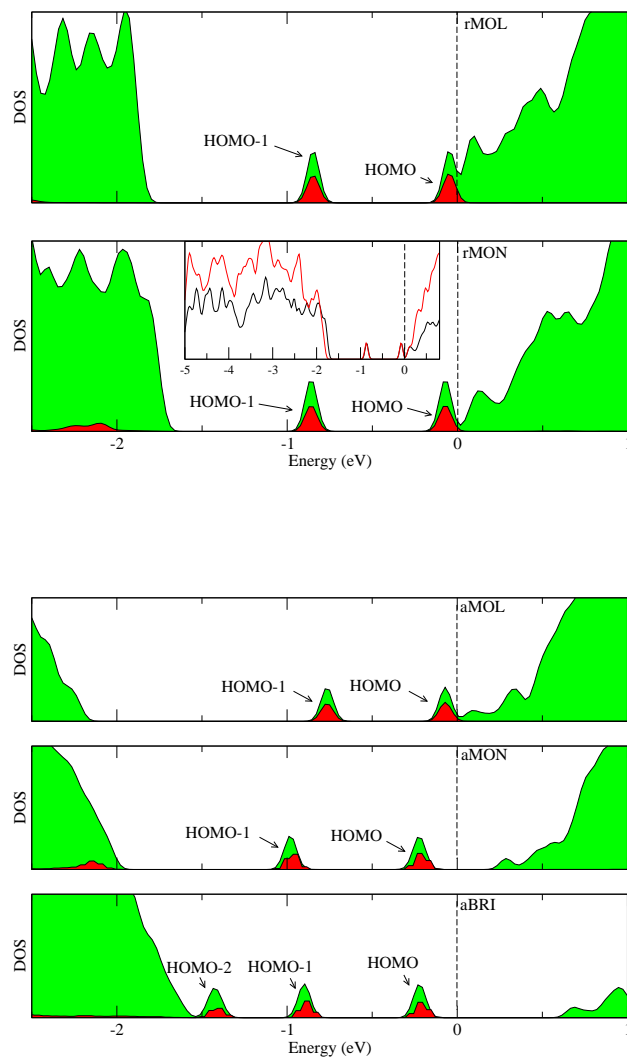 rMOL
DOS
HOMO-1
HOMO
rMON
DOS
-5 -4 -3 -2 -1 0
HOMO-1
HOMO
-2 -1 0 1
Energy (eV)
aMOL
DOS
HOMO-1
HOMO
aMON
DOS
HOMO-1
HOMO
aBRI
DOS
HOMO-2
HOMO-1
HOMO
-2 -1 0 1
Energy (eV)